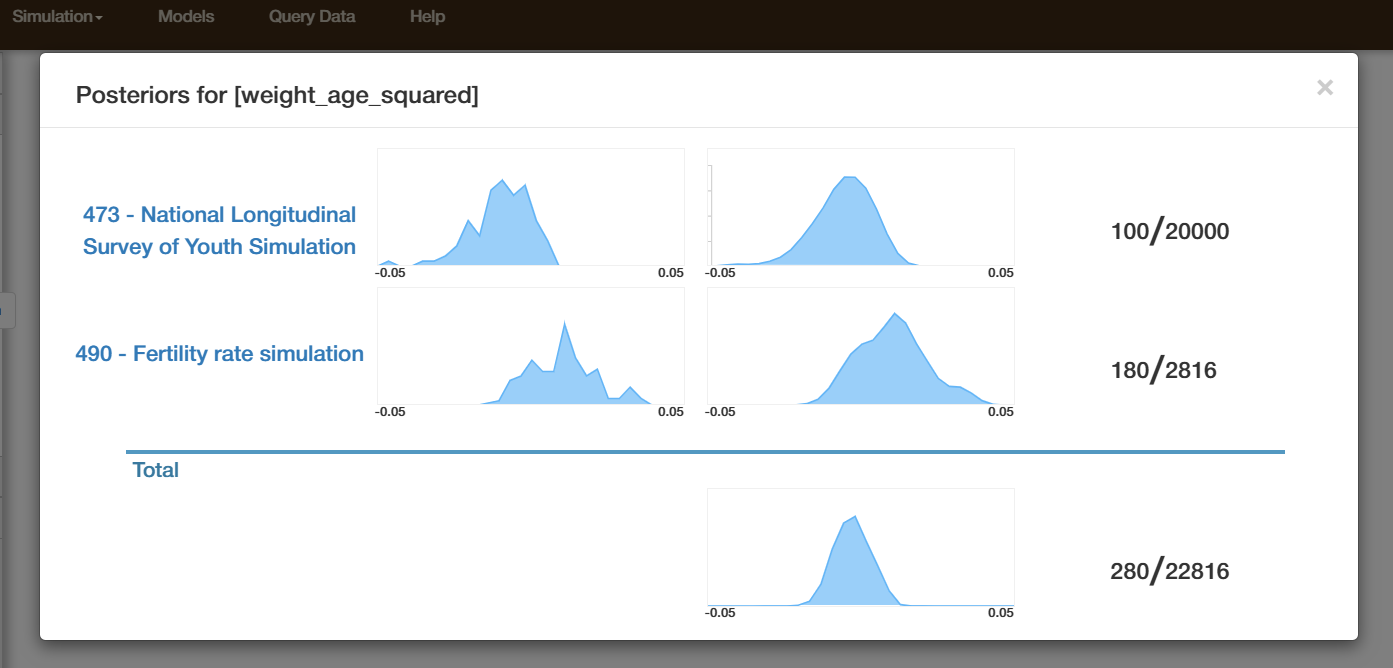 Simulation Models Query Data Help
Posteriors for [weight_age_squared] ×
473 - National Longitudinal
Survey of Youth Simulation
-0.05 0.05 -0.05 0.05
100/20000
490 - Fertility rate simulation
-0.05 0.05 -0.05 0.05
180/2816
Total
-0.05 0.05
280/22816